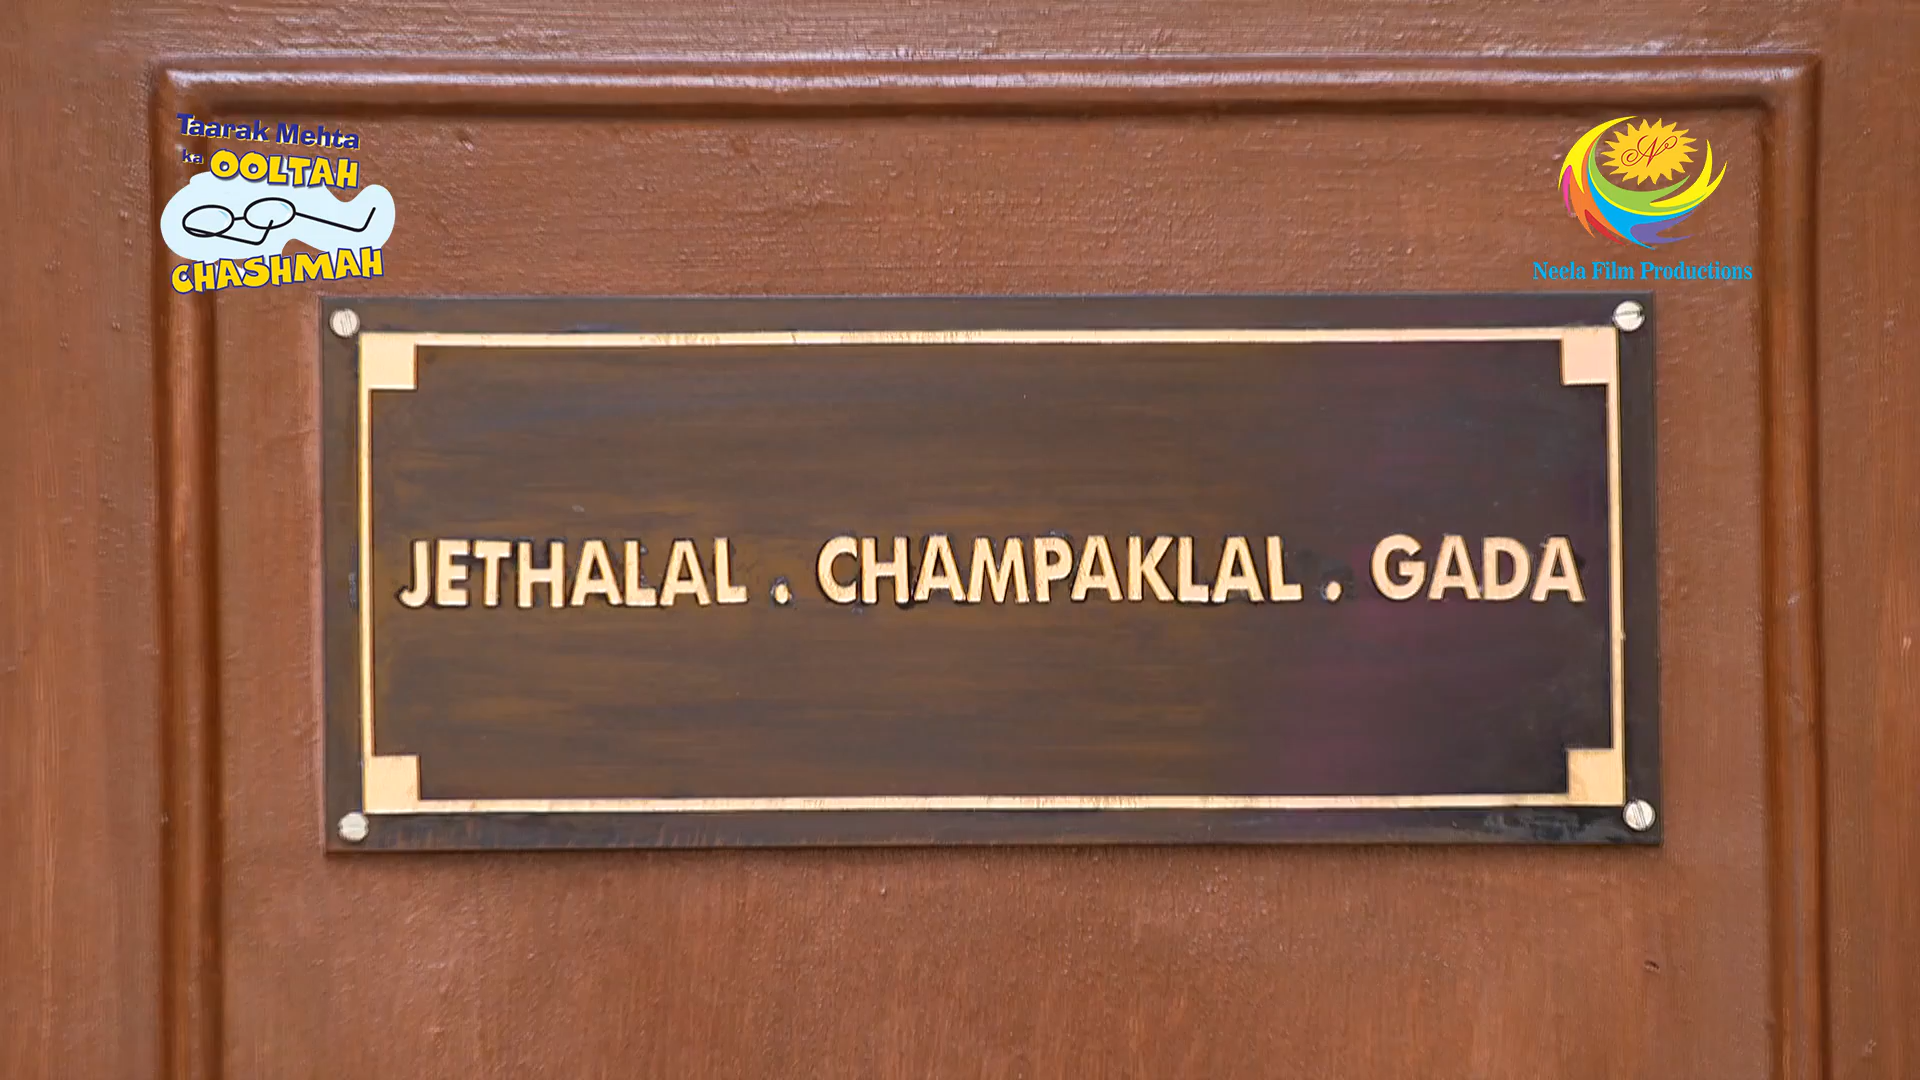 Taarak Mehta
ka OOLTAH
CHASHMAH
Neela Film Productions
JETHALAL . CHAMPAKLAL . GADA